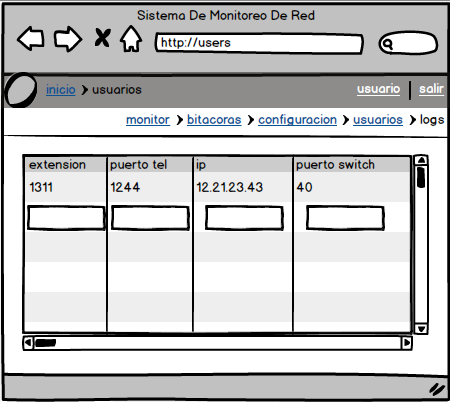 Sistema De Monitoreo De Red
http://users
inicio > usuarios usuario salir
monitor > bitacoras > configuracion > usuarios > logs
extension puerto tel ip puerto switch
1311 1244 12.21.23.43 40